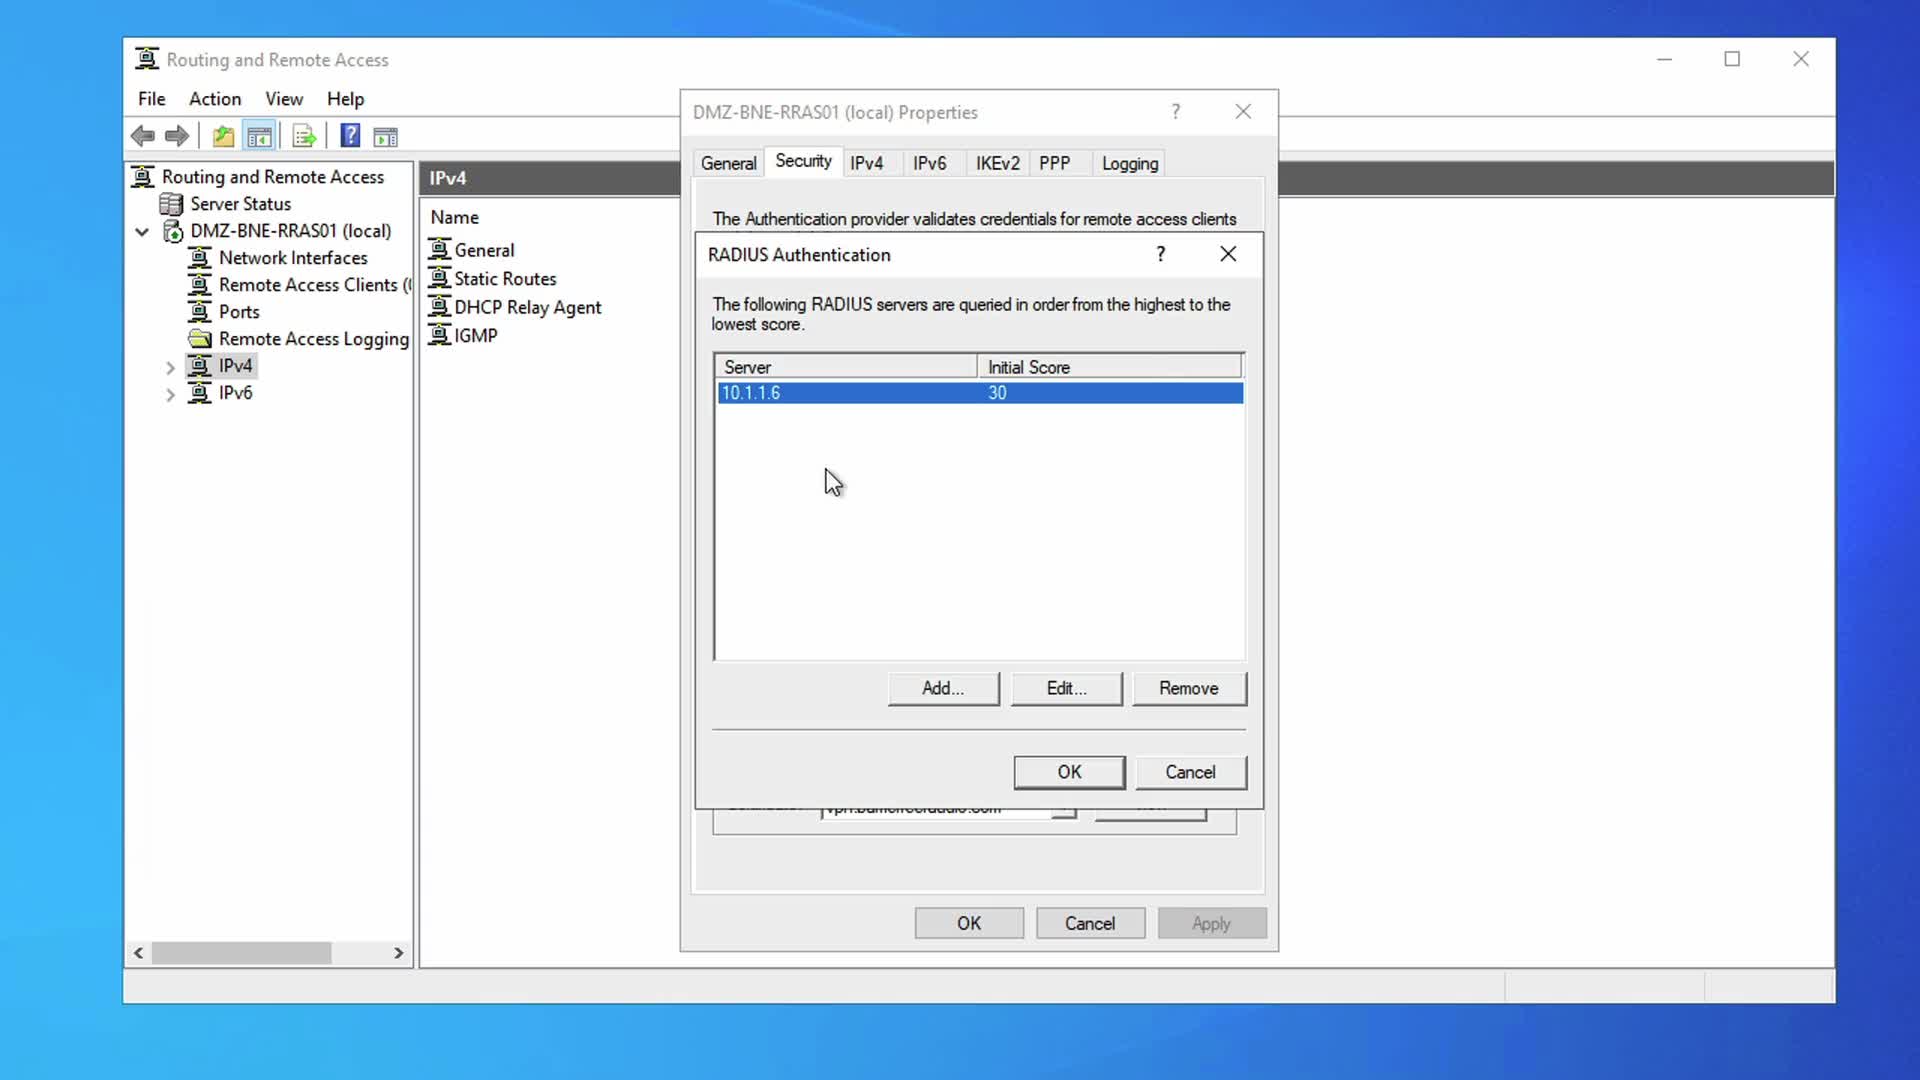 Routing and Remote Access
File Action View Help
Routing and Remote Access
Server Status
DMZ-BNE-RRAS01 (local)
Network Interfaces
Remote Access Clients (
Ports
Remote Access Logging
IPv4
IPv6
IPv4
Name
General
Static Routes
DHCP Relay Agent
IGMP
DMZ-BNE-RRAS01 (local) Properties
General Security IPv4 IPv6 IKEv2 PPP Logging
The Authentication provider validates credentials for remote access clients
RADIUS Authentication
The following RADIUS servers are queried in order from the highest to the
lowest score.
Server Initial Score
10.1.1.6 30
Add... Edit... Remove
OK Cancel
OK Cancel Apply